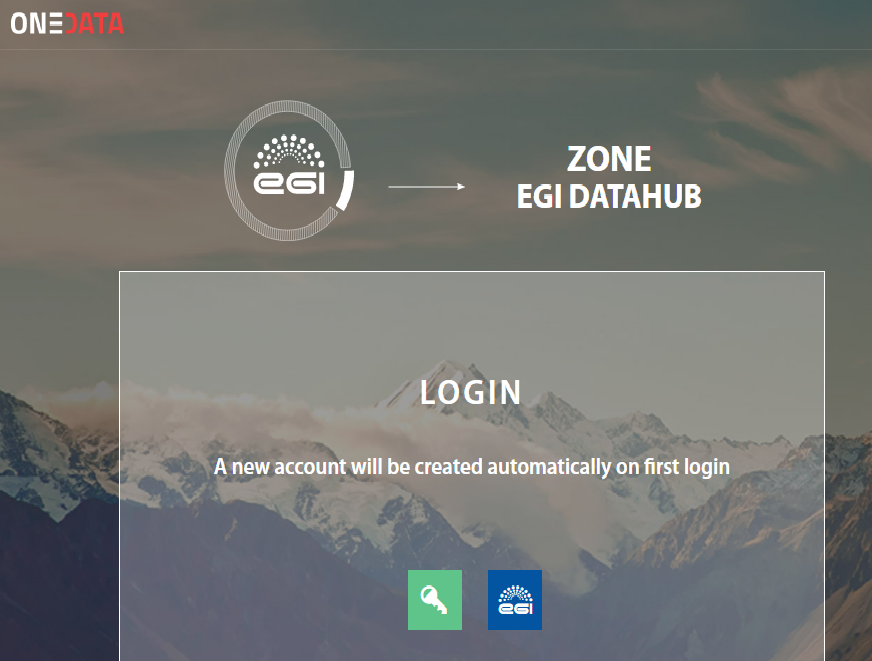 ONEDATA
egi
ZONE
EGI DATAHUB
LOGIN
A new account will be created automatically on first login
egi